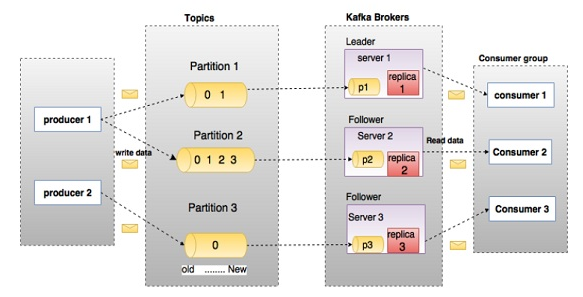 Topics
Kafka Brokers
Consumer group
producer 1
write data
producer 2
Partition 1
0 1
Partition 2
0 1 2 3
Partition 3
0
old ........ New
Leader
server 1
p1
replica
1
Follower
Server 2
p2
replica
2
Follower
Server 3
p3
replica
3
Read data
consumer 1
Consumer 2
Consumer 3